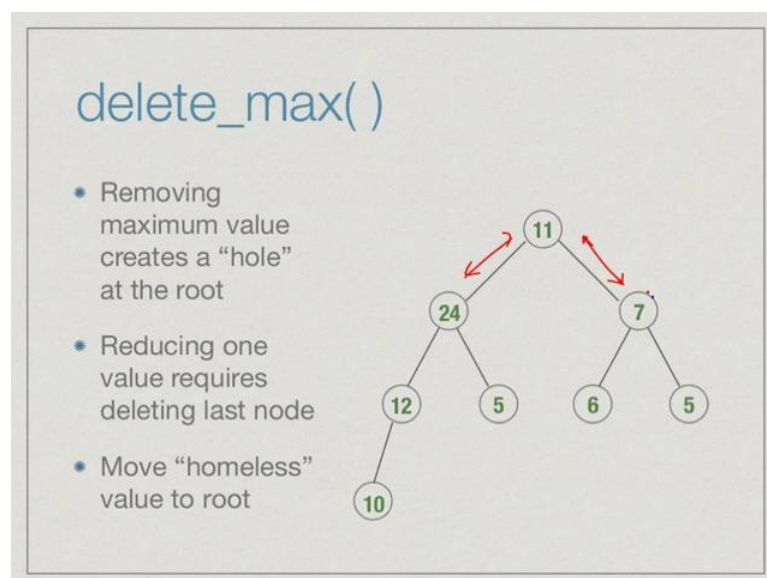 delete_max( )
• Removing
maximum value
creates a “hole”
at the root
• Reducing one
value requires
deleting last node
• Move “homeless”
value to root
11
24
7
12
5
6
5
10